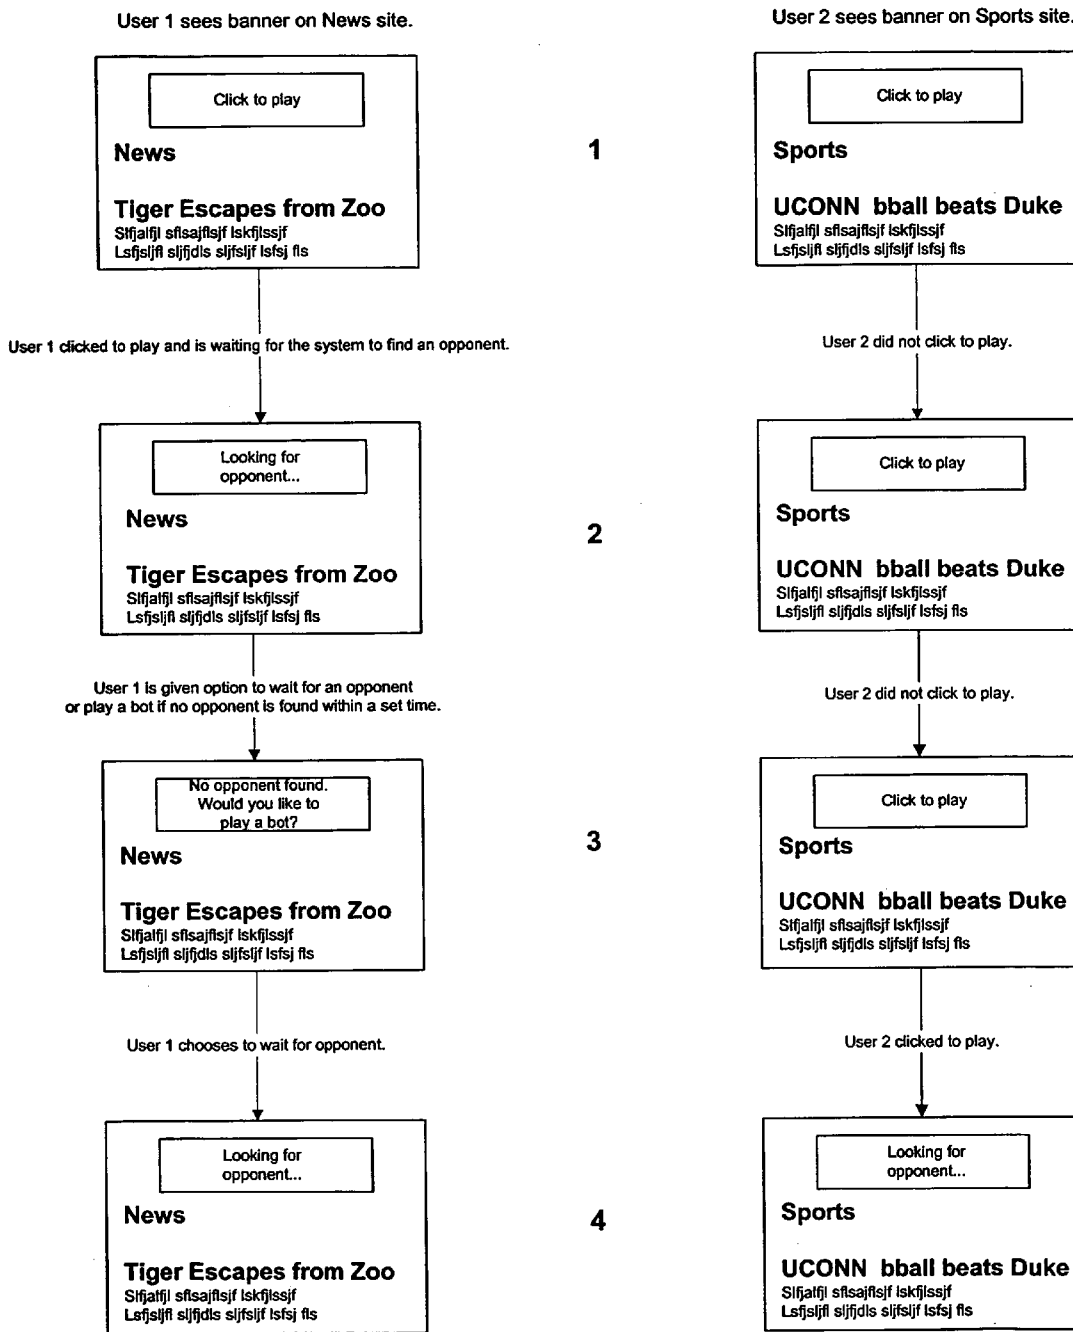 User 1 sees banner on News site.
User 2 sees banner on Sports site.
Click to play
News
Tiger Escapes from Zoo
Slfjalfjl sflsajflsjf lskfjlssjf
Lsfjsljfl sljfjdls sljfsljf lsfsj fls
1
Click to play
Sports
UCONN bball beats Duke
Slfjalfjl sflsajflsjf lskfjlssjf
Lsfjsljfl sljfjdls sljfsljf lsfsj fls
User 1 clicked to play and is waiting for the system to find an opponent.
User 2 did not click to play.
Looking for
opponent...
News
Tiger Escapes from Zoo
Slfjalfjl sflsajflsjf lskfjlssjf
Lsfjsljfl sljfjdls sljfsljf lsfsj fls
2
Click to play
Sports
UCONN bball beats Duke
Slfjalfjl sflsajflsjf lskfjlssjf
Lsfjsljfl sljfjdls sljfsljf lsfsj fls
User 1 is given option to wait for an opponent
or play a bot if no opponent is found within a set time.
User 2 did not click to play.
No opponent found.
Would you like to
play a bot?
News
Tiger Escapes from Zoo
Slfjalfjl sflsajflsjf lskfjlssjf
Lsfjsljfl sljfjdls sljfsljf lsfsj fls
3
Click to play
Sports
UCONN bball beats Duke
Slfjalfjl sflsajflsjf lskfjlssjf
Lsfjsljfl sljfjdls sljfsljf lsfsj fls
User 1 chooses to wait for opponent.
User 2 clicked to play.
Looking for
opponent...
News
Tiger Escapes from Zoo
Slfjalfjl sflsajflsjf lskfjlssjf
Lsfjsljfl sljfjdls sljfsljf lsfsj fls
4
Looking for
opponent...
Sports
UCONN bball beats Duke
Slfjalfjl sflsajflsjf lskfjlssjf
Lsfjsljfl sljfjdls sljfsljf lsfsj fls